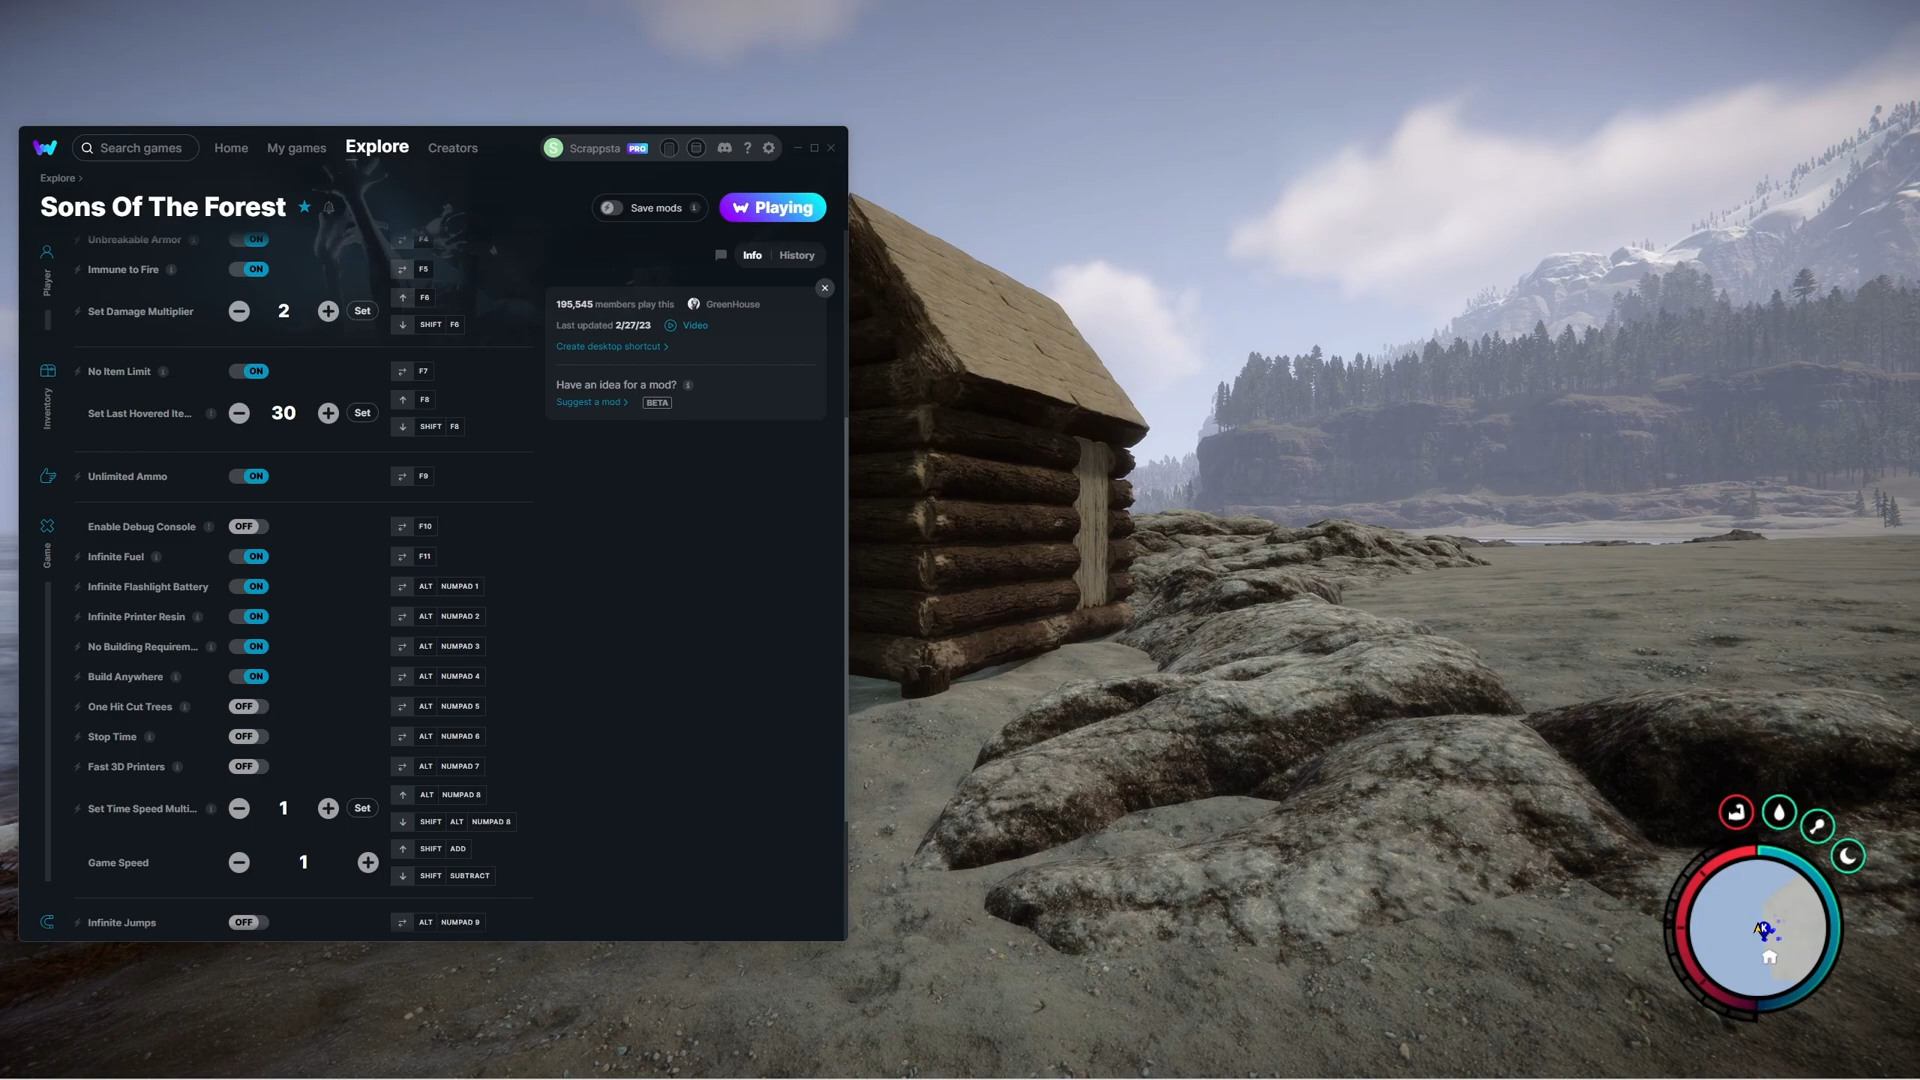 Search games
Home
My games
Explore
Creators
S
Scrappsta
PRO
?
Explore >
Sons Of The Forest
Save mods
Playing
Player
Unbreakable Armor
ON
F4
Info
History
Immune to Fire
ON
F5
Set Damage Multiplier
2
Set
F6
SHIFT F6
195,545 members play this
GreenHouse
Last updated 2/27/23
Video
Create desktop shortcut >
Have an idea for a mod?
Suggest a mod >
BETA
Inventory
No Item Limit
ON
F7
Set Last Hovered Ite...
30
Set
F8
SHIFT F8
Unlimited Ammo
ON
F9
Game
Enable Debug Console
OFF
F10
Infinite Fuel
ON
F11
Infinite Flashlight Battery
ON
ALT NUMPAD 1
Infinite Printer Resin
ON
ALT NUMPAD 2
No Building Requirem...
ON
ALT NUMPAD 3
Build Anywhere
ON
ALT NUMPAD 4
One Hit Cut Trees
OFF
ALT NUMPAD 5
Stop Time
OFF
ALT NUMPAD 6
Fast 3D Printers
OFF
ALT NUMPAD 7
Set Time Speed Multi...
1
Set
ALT NUMPAD 8
SHIFT ALT NUMPAD 8
Game Speed
1
SHIFT ADD
SHIFT SUBTRACT
Infinite Jumps
OFF
ALT NUMPAD 9